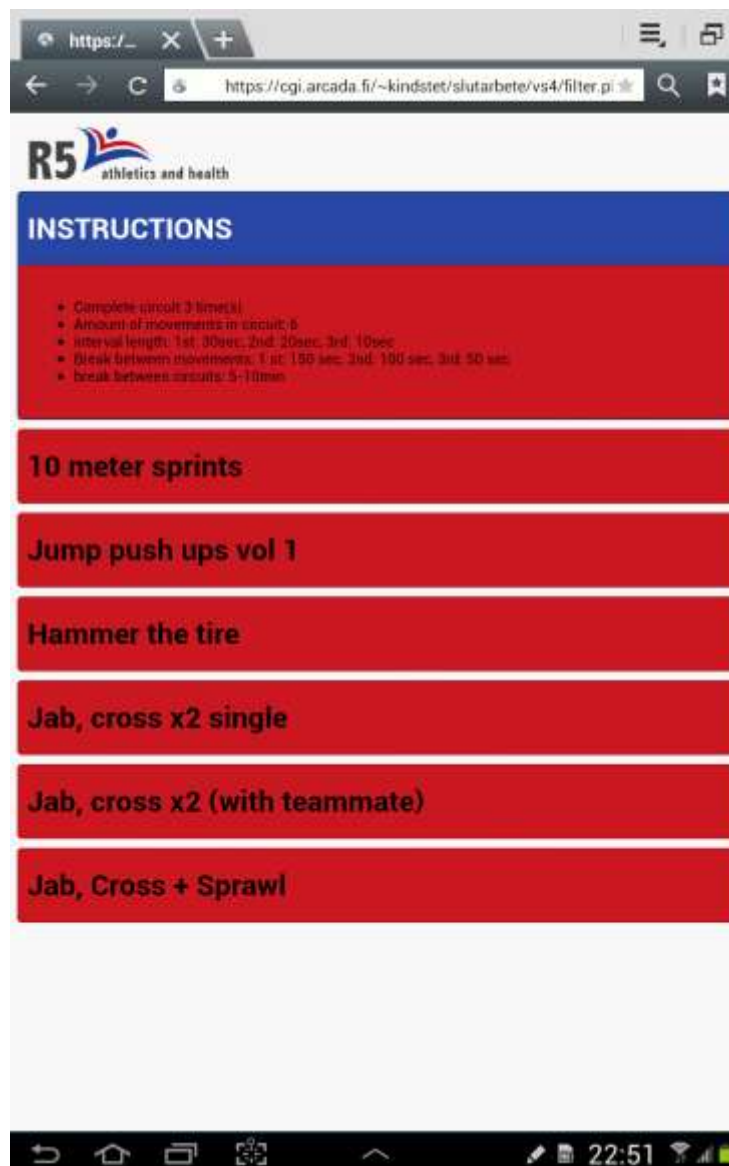 https:/_
https://cgi.arcada.fi/~kindstet/slutarbete/vs4/filter.pl
R5
athletics and health
INSTRUCTIONS
Complete circuit 3 time(s)
Amount of movements in circuit: 6
interval length: 1st: 30sec, 2nd: 20sec, 3rd: 10sec
Break between movements: 1 st: 150 sec, 2nd: 100 sec, 3rd: 50 sec
break between circuits: 5-10min
10 meter sprints
Jump push ups vol 1
Hammer the tire
Jab, cross x2 single
Jab, cross x2 (with teammate)
Jab, Cross + Sprawl
22:51